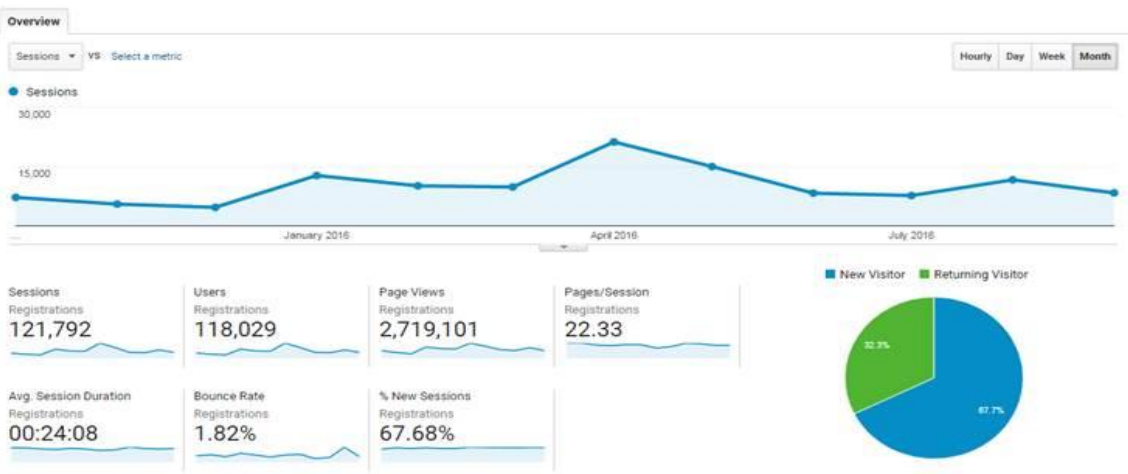 Overview
Sessions VS Select a metric
Hourly Day Week Month
Sessions
30,000
15,000
...
January 2016
April 2016
July 2016
New Visitor Returning Visitor
Sessions
Registrations
121,792
Users
Registrations
118,029
Page Views
Registrations
2,719,101
Pages/Session
Registrations
22.33
Avg. Session Duration
Registrations
00:24:08
Bounce Rate
Registrations
1.82%
% New Sessions
Registrations
67.68%
32.3%
67.7%